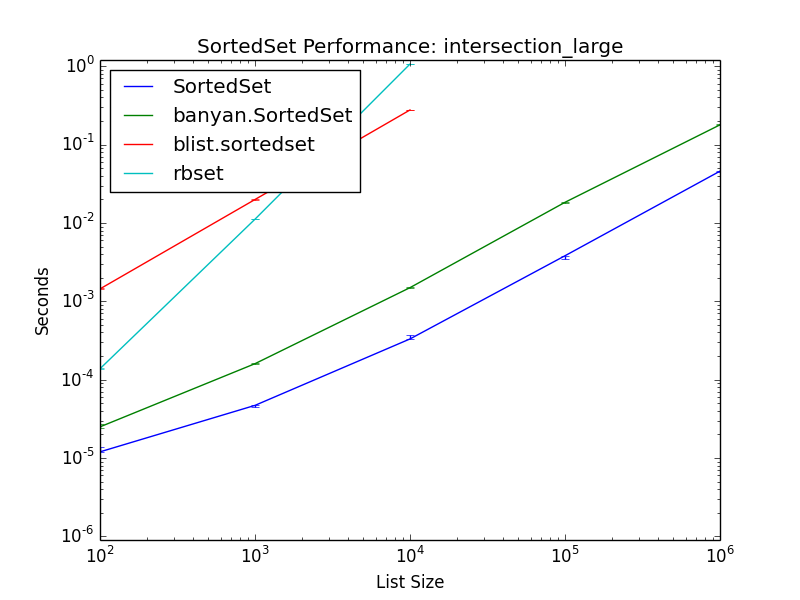 SortedSet Performance: intersection_large
SortedSet
banyan.SortedSet
blist.sortedset
rbset
10^0
10^-1
10^-2
10^-3
10^-4
10^-5
10^-6
Seconds
10^2 10^3 10^4 10^5 10^6
List Size